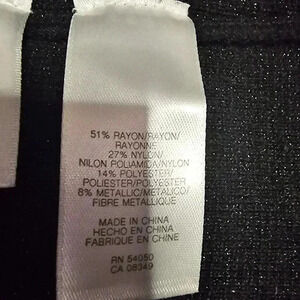 51% RAYON/RAYON/
RAYONNE
27% NYLON/
NILON POLIAMIDA/NYLON
14% POLYESTER/
POLIESTER/POLYESTER
8% METALLIC/METALICO/
FIBRE METALLIQUE
MADE IN CHINA
HECHO EN CHINA
FABRIQUE EN CHINE
RN 54050
CA 08349